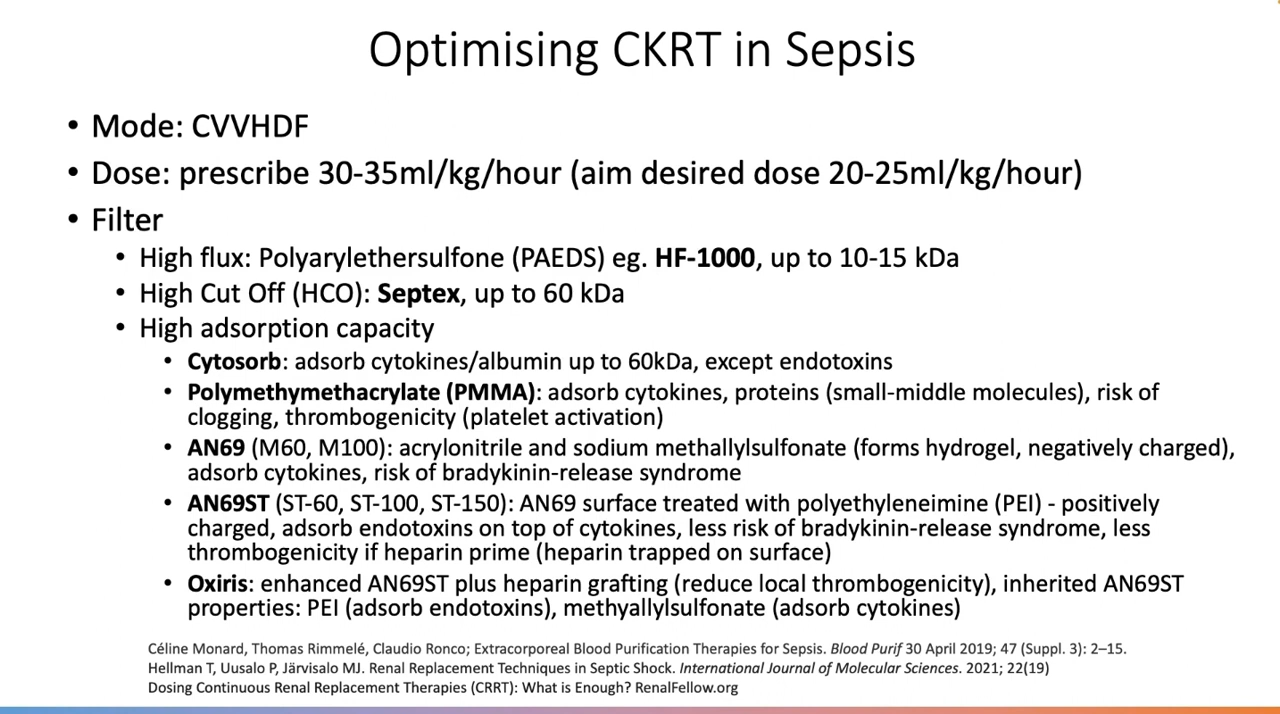 Optimising CKRT in Sepsis
• Mode: CVVHDF
• Dose: prescribe 30-35ml/kg/hour (aim desired dose 20-25ml/kg/hour)
• Filter
• High flux: Polyarylethersulfone (PAEDS) eg. HF-1000, up to 10-15 kDa
• High Cut Off (HCO): Septex, up to 60 kDa
• High adsorption capacity
• Cytosorb: adsorb cytokines/albumin up to 60kDa, except endotoxins
• Polymethymethacrylate (PMMA): adsorb cytokines, proteins (small-middle molecules), risk of
clogging, thrombogenicity (platelet activation)
• AN69 (M60, M100): acrylonitrile and sodium methallylsulfonate (forms hydrogel, negatively charged),
adsorb cytokines, risk of bradykinin-release syndrome
• AN69ST (ST-60, ST-100, ST-150): AN69 surface treated with polyethyleneimine (PEI) - positively
charged, adsorb endotoxins on top of cytokines, less risk of bradykinin-release syndrome, less
thrombogenicity if heparin prime (heparin trapped on surface)
• Oxiris: enhanced AN69ST plus heparin grafting (reduce local thrombogenicity), inherited AN69ST
properties: PEI (adsorb endotoxins), methyallylsulfonate (adsorb cytokines)
Céline Monard, Thomas Rimmelé, Claudio Ronco; Extracorporeal Blood Purification Therapies for Sepsis. Blood Purif 30 April 2019; 47 (Suppl. 3): 2–15.
Hellman T, Uusalo P, Järvisalo MJ. Renal Replacement Techniques in Septic Shock. International Journal of Molecular Sciences. 2021; 22(19)
Dosing Continuous Renal Replacement Therapies (CRRT): What is Enough? RenalFellow.org